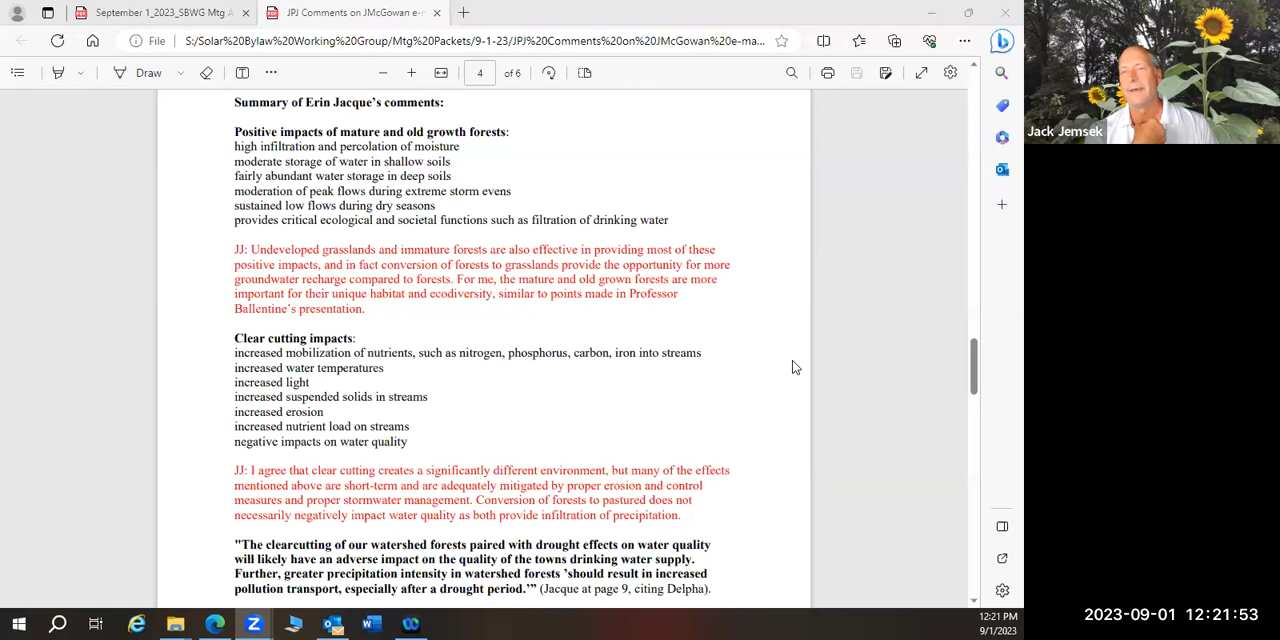 September 1_2023_SBWG Mtg A
JPJ Comments on JMcGowan e-m
File
S:/Solar%20Bylaw%20Working%20Group/Mtg%20Packets/9-1-23/JPJ%20Comments%20on%20JMcGowan%20e-ma...
Draw
4
of 6
Summary of Erin Jacque's comments:
Positive impacts of mature and old growth forests:
high infiltration and percolation of moisture
moderate storage of water in shallow soils
fairly abundant water storage in deep soils
moderation of peak flows during extreme storm evens
sustained low flows during dry seasons
provides critical ecological and societal functions such as filtration of drinking water
JJ: Undeveloped grasslands and immature forests are also effective in providing most of these
positive impacts, and in fact conversion of forests to grasslands provide the opportunity for more
groundwater recharge compared to forests. For me, the mature and old grown forests are more
important for their unique habitat and ecodiversity, similar to points made in Professor
Ballentine's presentation.
Clear cutting impacts:
increased mobilization of nutrients, such as nitrogen, phosphorus, carbon, iron into streams
increased water temperatures
increased light
increased suspended solids in streams
increased erosion
increased nutrient load on streams
negative impacts on water quality
JJ: I agree that clear cutting creates a significantly different environment, but many of the effects
mentioned above are short-term and are adequately mitigated by proper erosion and control
measures and proper stormwater management. Conversion of forests to pastured does not
necessarily negatively impact water quality as both provide infiltration of precipitation.
"The clearcutting of our watershed forests paired with drought effects on water quality
will likely have an adverse impact on the quality of the towns drinking water supply.
Further, greater precipitation intensity in watershed forests 'should result in increased
pollution transport, especially after a drought period.'" (Jacque at page 9, citing Delpha).
Jack Jemsek
12:21 PM
9/1/2023
2023-09-01 12:21:53